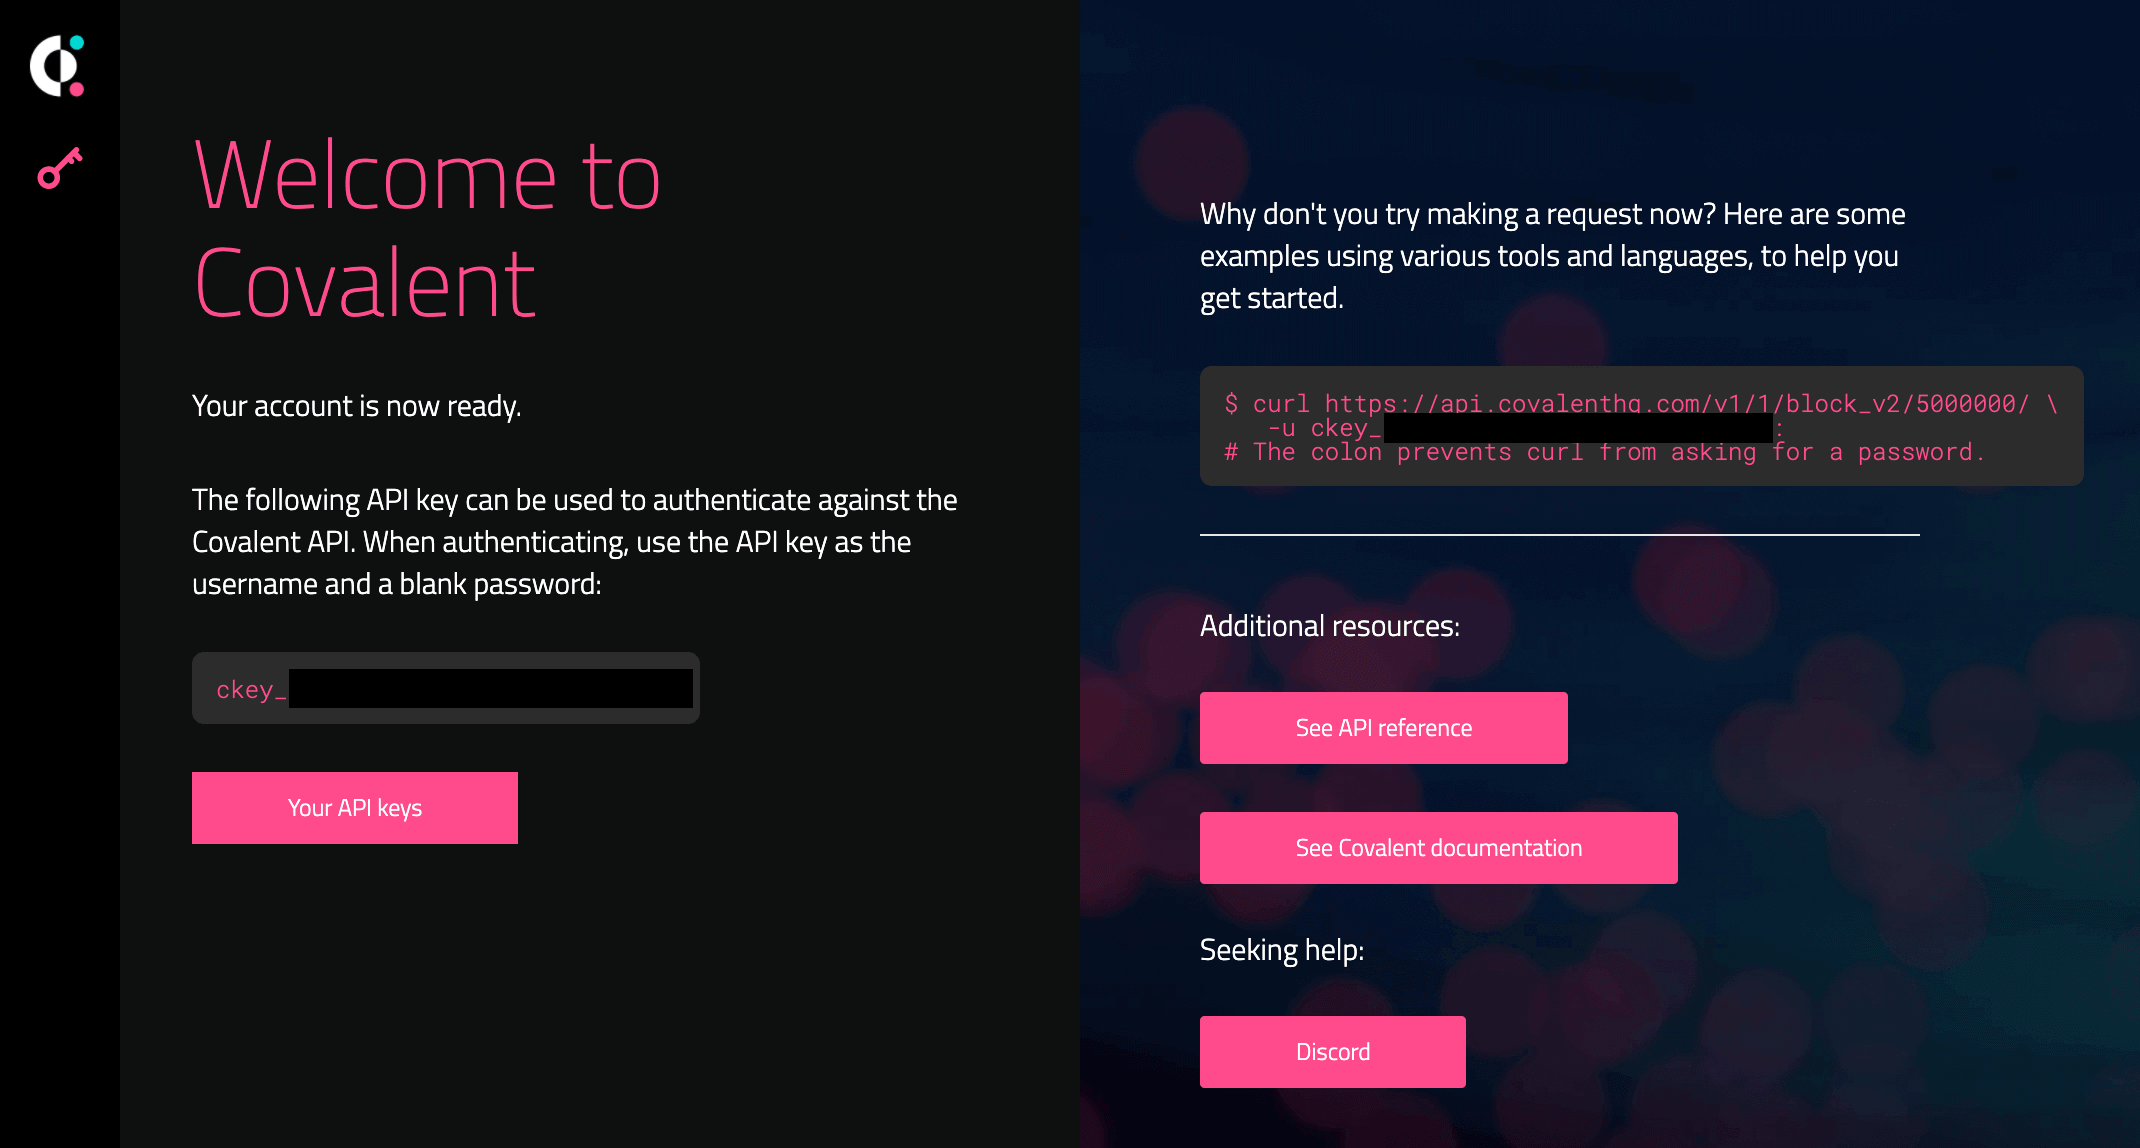 Welcome to
Covalent
Your account is now ready.
The following API key can be used to authenticate against the
Covalent API. When authenticating, use the API key as the
username and a blank password:
ckey_
Your API keys
Why don't you try making a request now? Here are some
examples using various tools and languages, to help you
get started.
$ curl https://api.covalenthq.com/v1/1/block_v2/5000000/ \
-u ckey_ :
# The colon prevents curl from asking for a password.
Additional resources:
See API reference
See Covalent documentation
Seeking help:
Discord